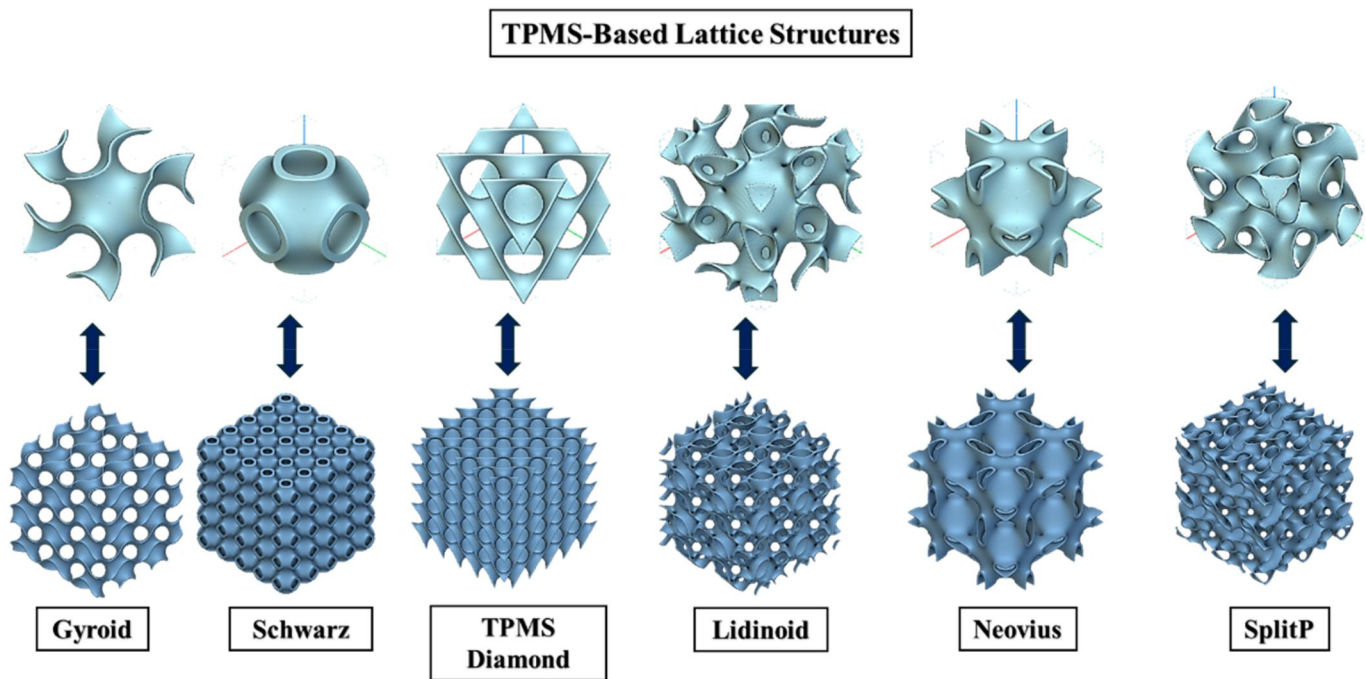 TPMS-Based Lattice Structures
Gyroid
Schwarz
TPMS
Diamond
Lidinoid
Neovius
SplitP